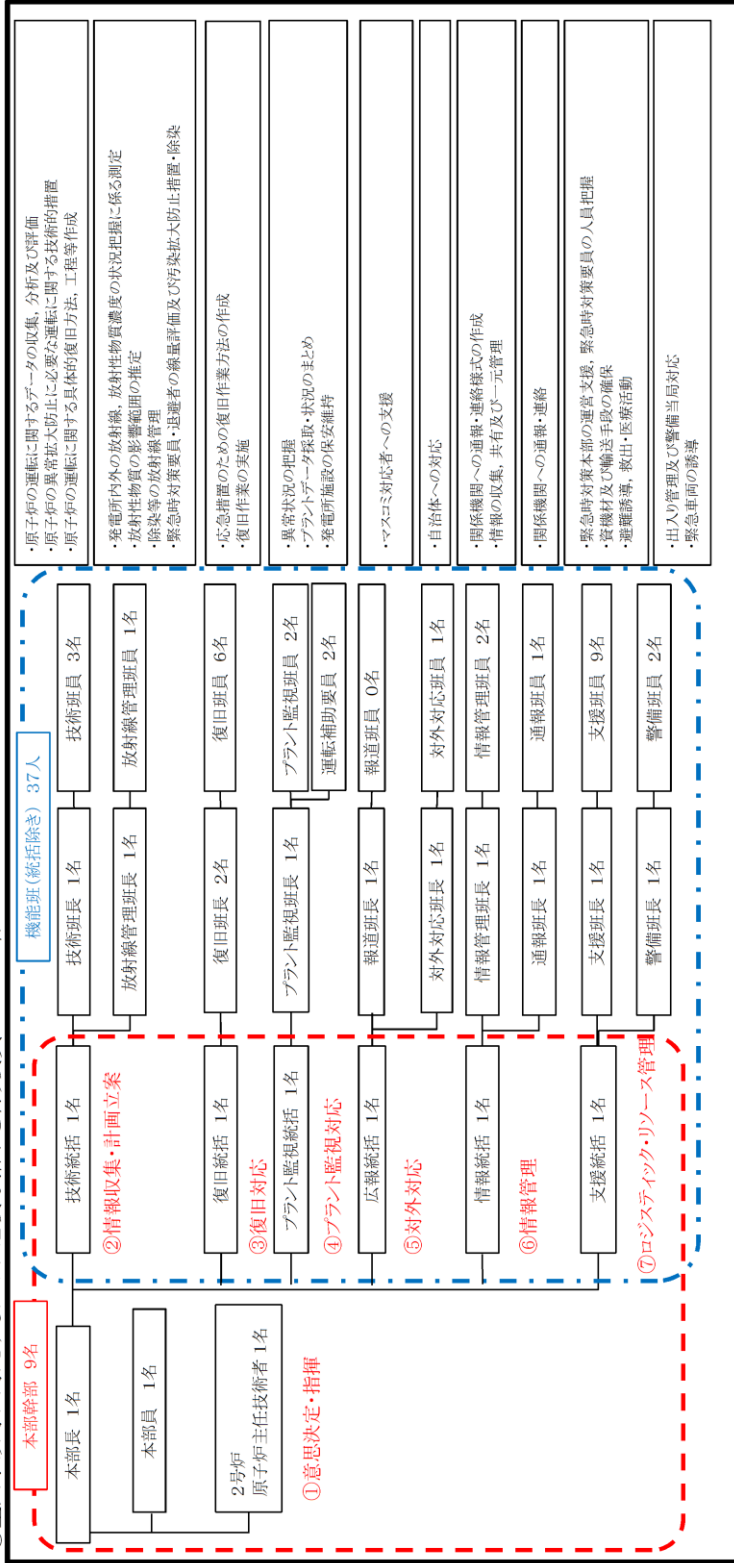 本部幹部 9名
機能班(統括除き) 37人
本部長 1名
本部員 1名
2号炉
原子炉主任技術者 1名
①意思決定・指揮
技術統括 1名
②情報収集・計画立案
技術班長 1名
技術班員 3名
・原子炉の運転に関するデータの収集, 分析及び評価
・原子炉の異常拡大防止に必要な運転に関する技術的措置
・原子炉の運転に関する具体的復旧方法, 工程等作成
放射線管理班長 1名
放射線管理班員 1名
・発電所内外の放射線, 放射性物質濃度の状況把握に係る測定
・放射性物質の影響範囲の推定
除染等の放射線管理
・緊急時対策要員・退避者の線量評価及び汚染拡大防止措置・除染
復旧統括 1名
③復旧対応
復旧班長 2名
復旧班員 6名
・応急措置のための復旧作業方法の作成
・復旧作業の実施
プラント監視統括 1名
④プラント監視対応
プラント監視班長 1名
プラント監視班員 2名
運転補助要員 2名
・異常状況の把握
・プラントデータ採取・状況のまとめ
・発電所施設の保安維持
広報統括 1名
⑤対外対応
報道班長 1名
報道班員 0名
・マスコミ対応者への支援
対外対応班長 1名
対外対応班員 1名
・自治体への対応
情報統括 1名
⑥情報管理
情報管理班長 1名
情報管理班員 2名
・関係機関への通報・連絡様式の作成
・情報の収集, 共有及び一元管理
通報班長 1名
通報班員 1名
・関係機関への通報・連絡
支援統括 1名
⑦ロジスティック・リソース管理
支援班長 1名
支援班員 9名
・緊急時対策本部の運営支援, 緊急時対策要員の人員把握
・資機材及び輸送手段の確保
・避難誘導, 救出・医療活動
警備班長 1名
警備班員 2名
・出入り管理及び警備当局対応
・緊急車両の誘導